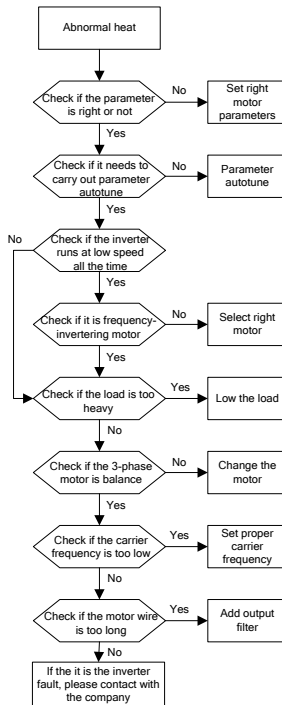 Abnormal heat
Check if the parameter
is right or not
No
Set right
motor
parameters
Yes
Check if it needs to
carry out parameter
autotune
No
Parameter
autotune
Yes
No
Check if the inverter
runs at low speed
all the time
Yes
Check if it is frequency-
invertering motor
No
Select right
motor
Yes
Check if the load is too
heavy
Yes
Low the load
No
Check if the 3-phase
motor is balance
No
Change the
motor
Yes
Check if the carrier
frequency is too low
Yes
Set proper
carrier
frequency
No
Check if the motor wire
is too long
Yes
Add output
filter
No
If the it is the inverter
fault, please contact with
the company